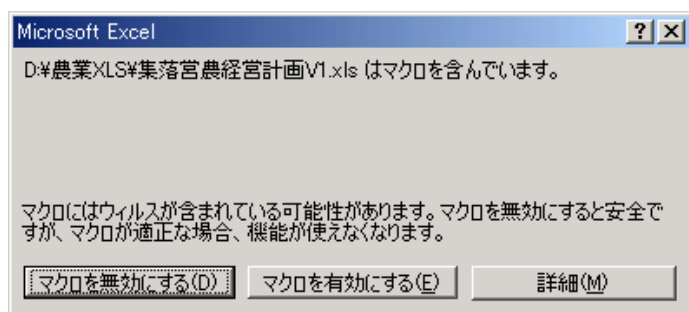 Microsoft Excel
D:¥農業XLS¥集落営農経営計画V1.xls はマクロを含んでいます。
マクロにはウィルスが含まれている可能性があります。マクロを無効にすると安全で
すが、マクロが適正な場合、機能が使えなくなります。
マクロを無効にする(D) マクロを有効にする(E) 詳細(M)